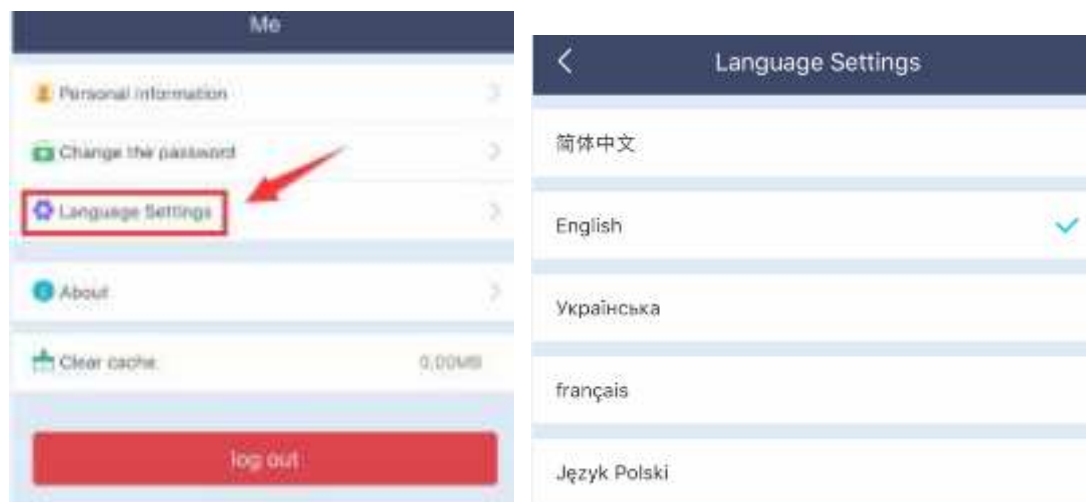 Me
Personal information
Change the password
Language Settings
About
Clear cache
0.00MB
log out
Language Settings
简体中文
English
Українська
français
Język Polski